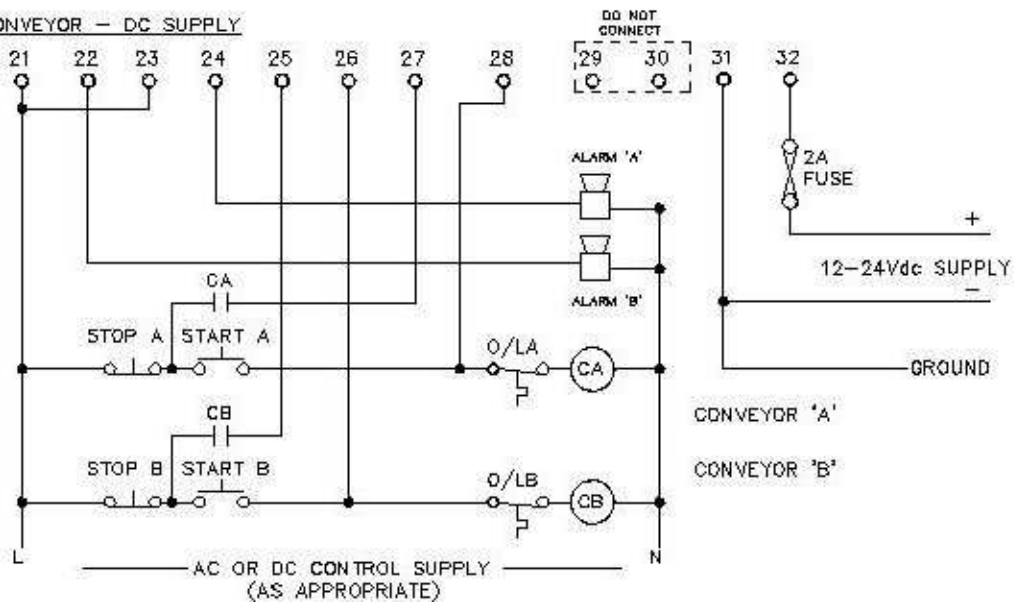 ONVEYOR – DC SUPPLY
DO NOT
CONNECT
21 22 23 24 25 26 27 28 29 30 31 32
ALARM 'A'
2A
FUSE
+
12–24Vdc SUPPLY
–
CA
ALARM 'B'
STOP A START A O/LA
CA
GROUND
CB
CONVEYOR 'A'
STOP B START B O/LB
CONVEYOR 'B'
CB
L N
AC OR DC CONTROL SUPPLY
(AS APPROPRIATE)